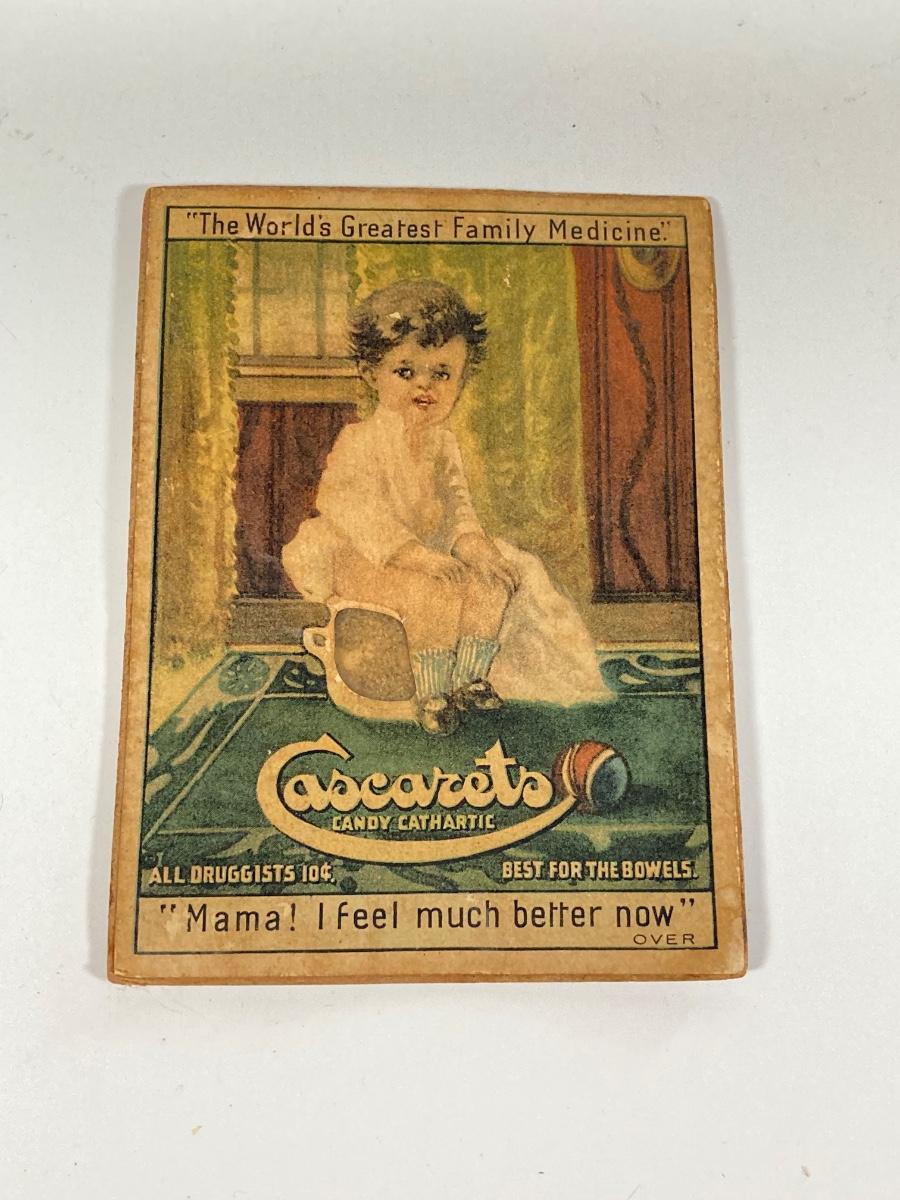 "The World's Greatest Family Medicine."
Cascarets
CANDY CATHARTIC
ALL DRUGGISTS 10¢.
BEST FOR THE BOWELS.
"Mama! I feel much better now"
OVER